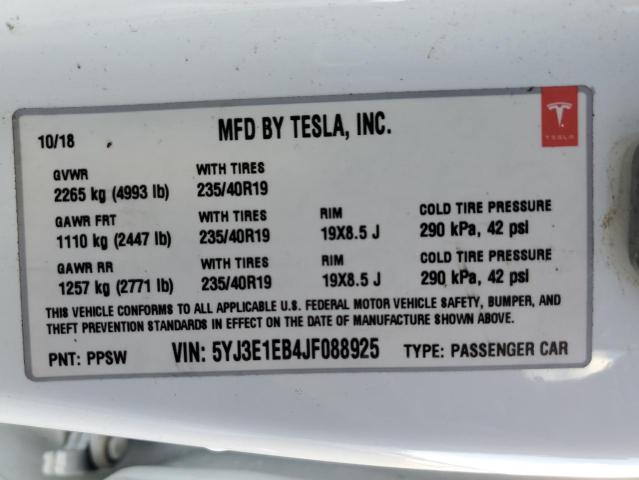 10/18
MFD BY TESLA, INC.
TESLA
GVWR WITH TIRES
2265 kg (4993 lb) 235/40R19
GAWR FRT WITH TIRES RIM COLD TIRE PRESSURE
1110 kg (2447 lb) 235/40R19 19X8.5 J 290 kPa, 42 psi
GAWR RR WITH TIRES RIM COLD TIRE PRESSURE
1257 kg (2771 lb) 235/40R19 19X8.5 J 290 kPa, 42 psi
THIS VEHICLE CONFORMS TO ALL APPLICABLE U.S. FEDERAL MOTOR VEHICLE SAFETY, BUMPER, AND
THEFT PREVENTION STANDARDS IN EFFECT ON THE DATE OF MANUFACTURE SHOWN ABOVE.
PNT: PPSW VIN: 5YJ3E1EB4JF088925 TYPE: PASSENGER CAR